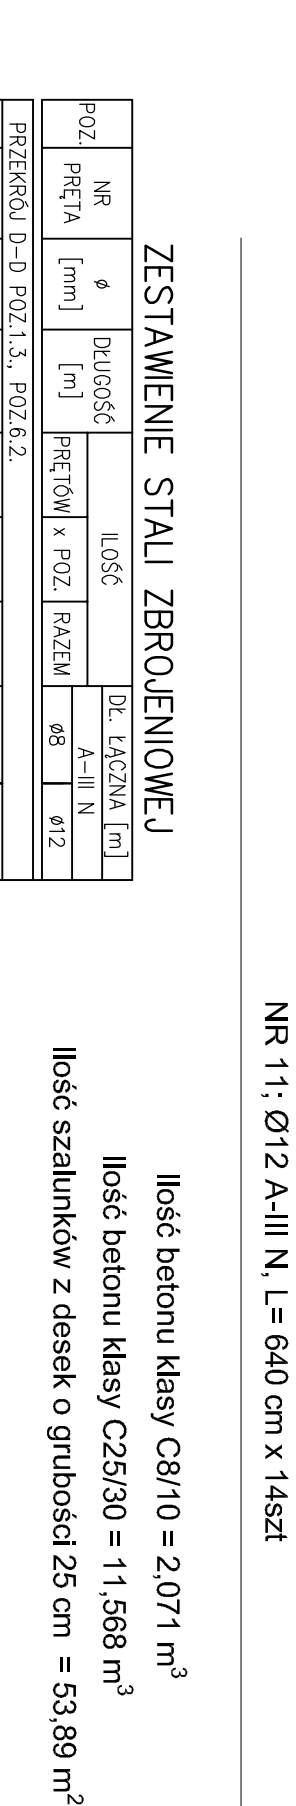 NR 11; Ø12 A-III N, L= 640 cm x 14szt
ZESTAWIENIE STALI ZBROJENIOWEJ
POZ.
NR PRĘTA
ø [mm]
DŁUGOŚĆ [m]
ILOŚĆ
PRĘTÓW x POZ. RAZEM
DŁ. ŁĄCZNA [m]
A-III N
ø8 ø12
PRZEKRÓJ D-D POZ.1.3., POZ.6.2.
Ilość betonu klasy C8/10 = 2,071 m³
Ilość betonu klasy C25/30 = 11,568 m³
Ilość szalunków z desek o grubości 25 cm = 53,89 m²